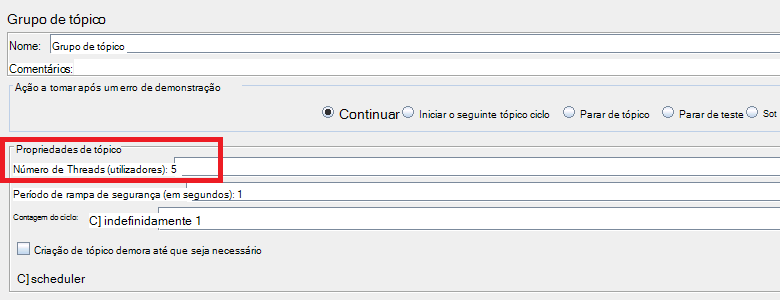 Grupo de tópico
Nome: Grupo de tópico
Comentários:
Ação a tomar após um erro de demonstração
Continuar Iniciar o seguinte tópico ciclo Parar de tópico Parar de teste Sot
Propriedades de tópico
Número de Threads (utilizadores): 5
Período de rampa de segurança (em segundos): 1
Contagem do ciclo: C] indefinidamente 1
Criação de tópico demora até que seja necessário
C] scheduler